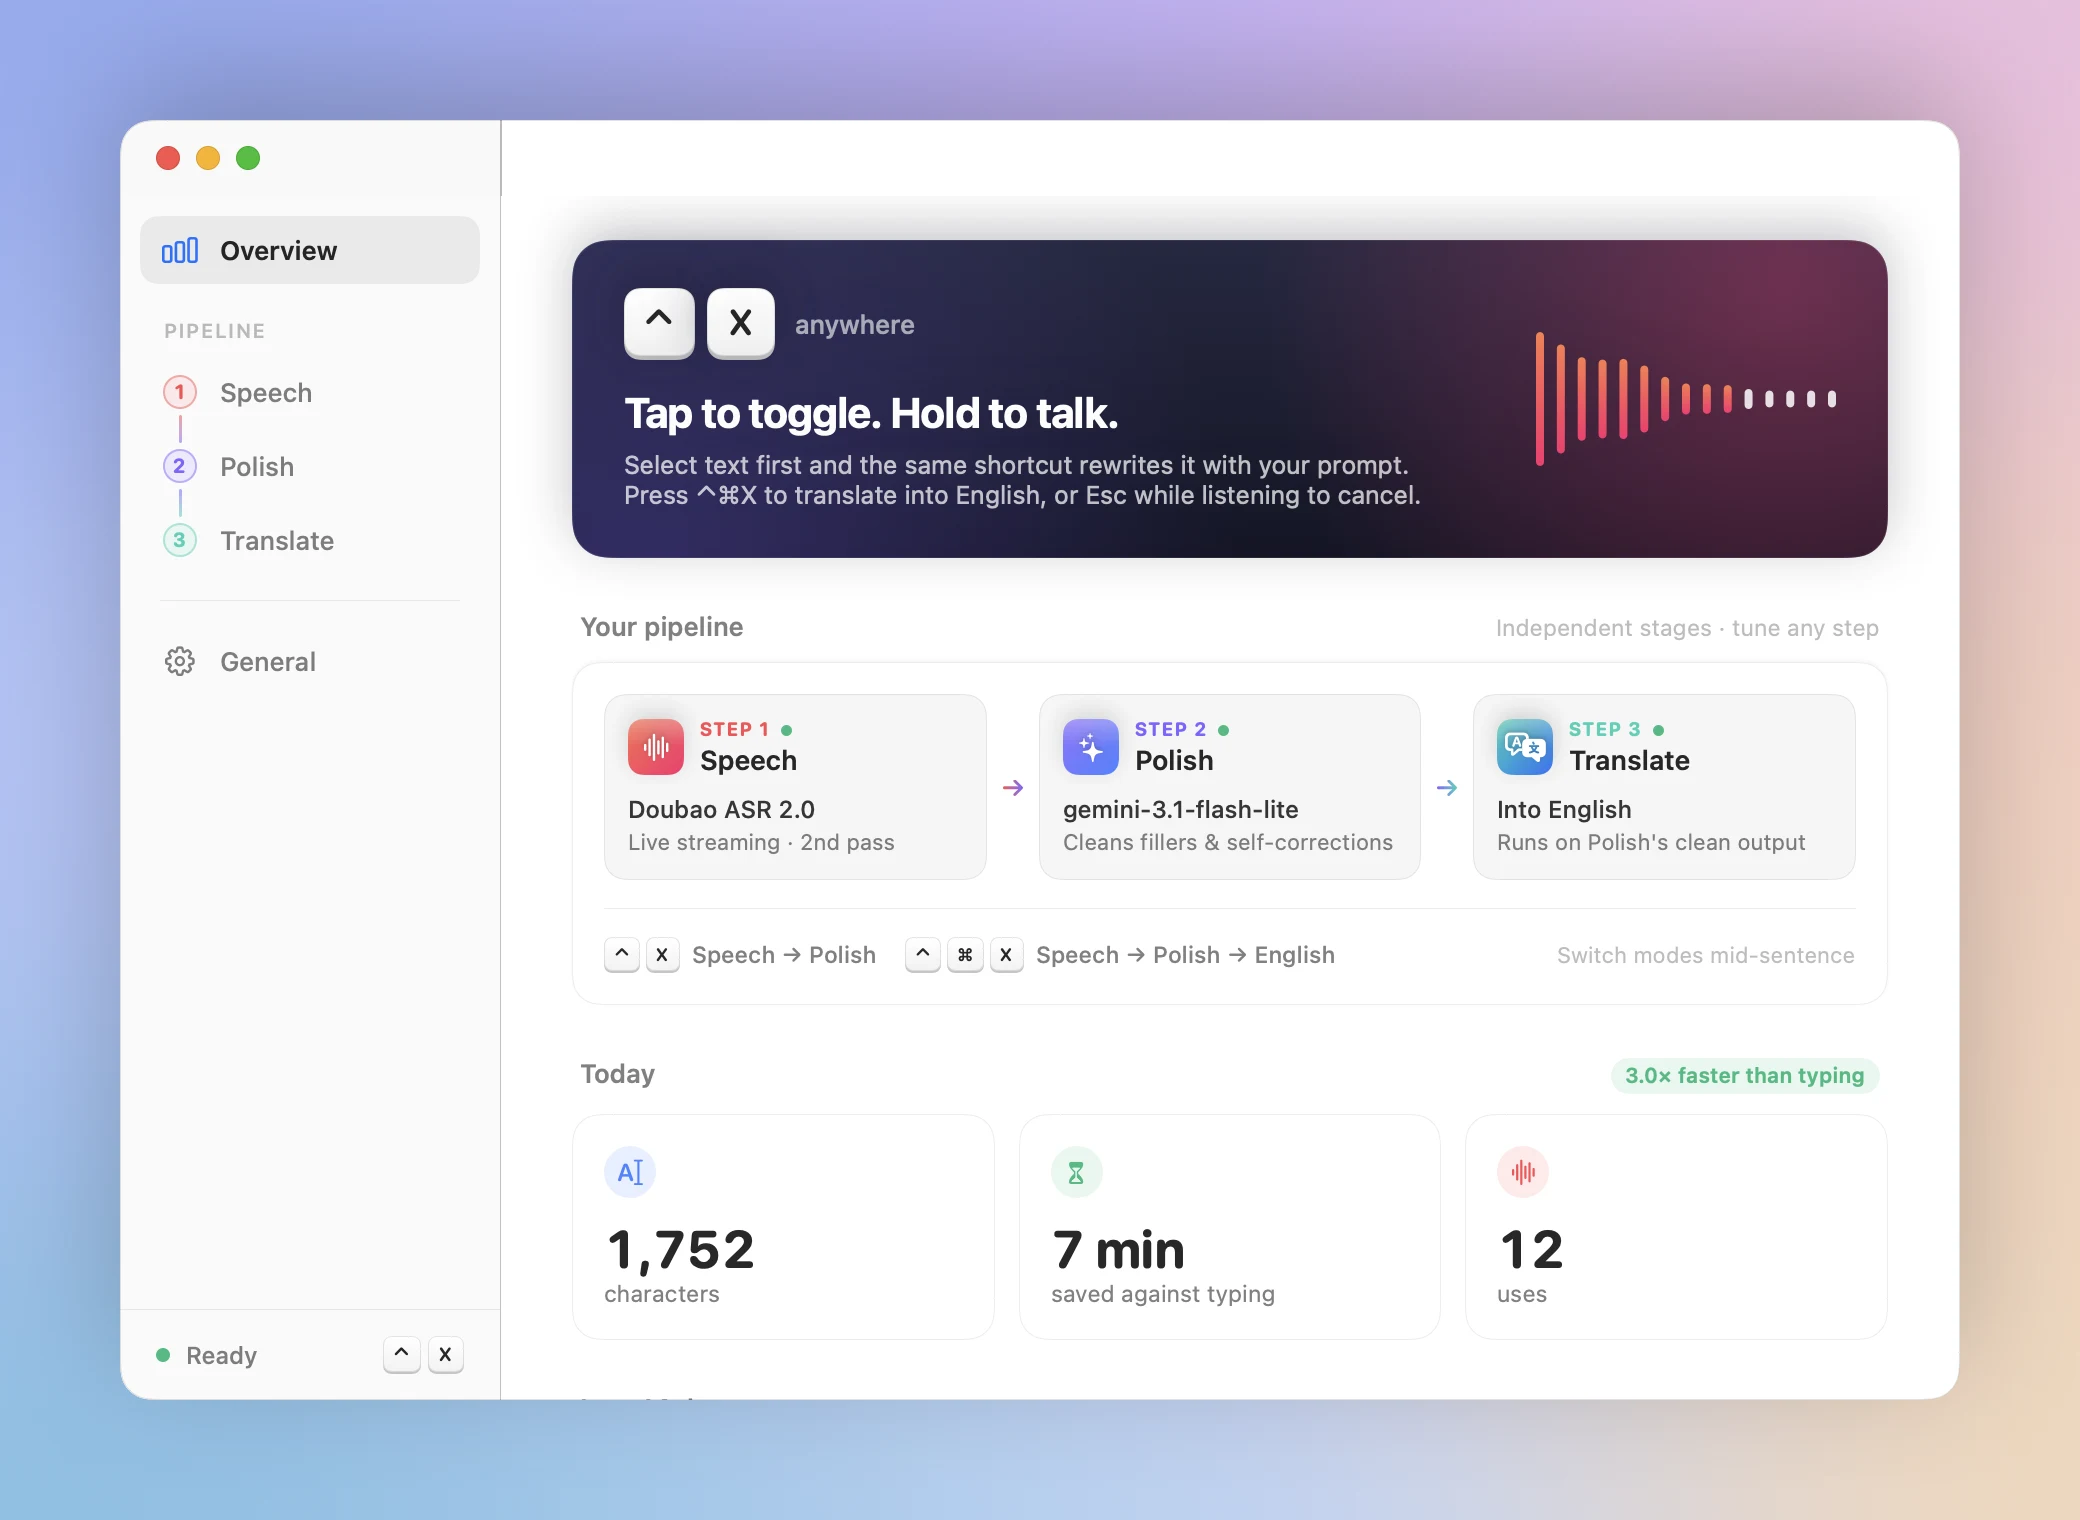 Overview
PIPELINE
1 Speech
2 Polish
3 Translate
General
Ready ^ X
^ X anywhere
Tap to toggle. Hold to talk.
Select text first and the same shortcut rewrites it with your prompt.
Press ^⌘X to translate into English, or Esc while listening to cancel.
Your pipeline
Independent stages · tune any step
STEP 1
Speech
Doubao ASR 2.0
Live streaming · 2nd pass
→
STEP 2
Polish
gemini-3.1-flash-lite
Cleans fillers & self-corrections
→
A 文
STEP 3
Translate
Into English
Runs on Polish's clean output
^ X Speech → Polish ^ ⌘ X Speech → Polish → English
Switch modes mid-sentence
Today
3.0× faster than typing
A
1,752
characters
7 min
saved against typing
12
uses